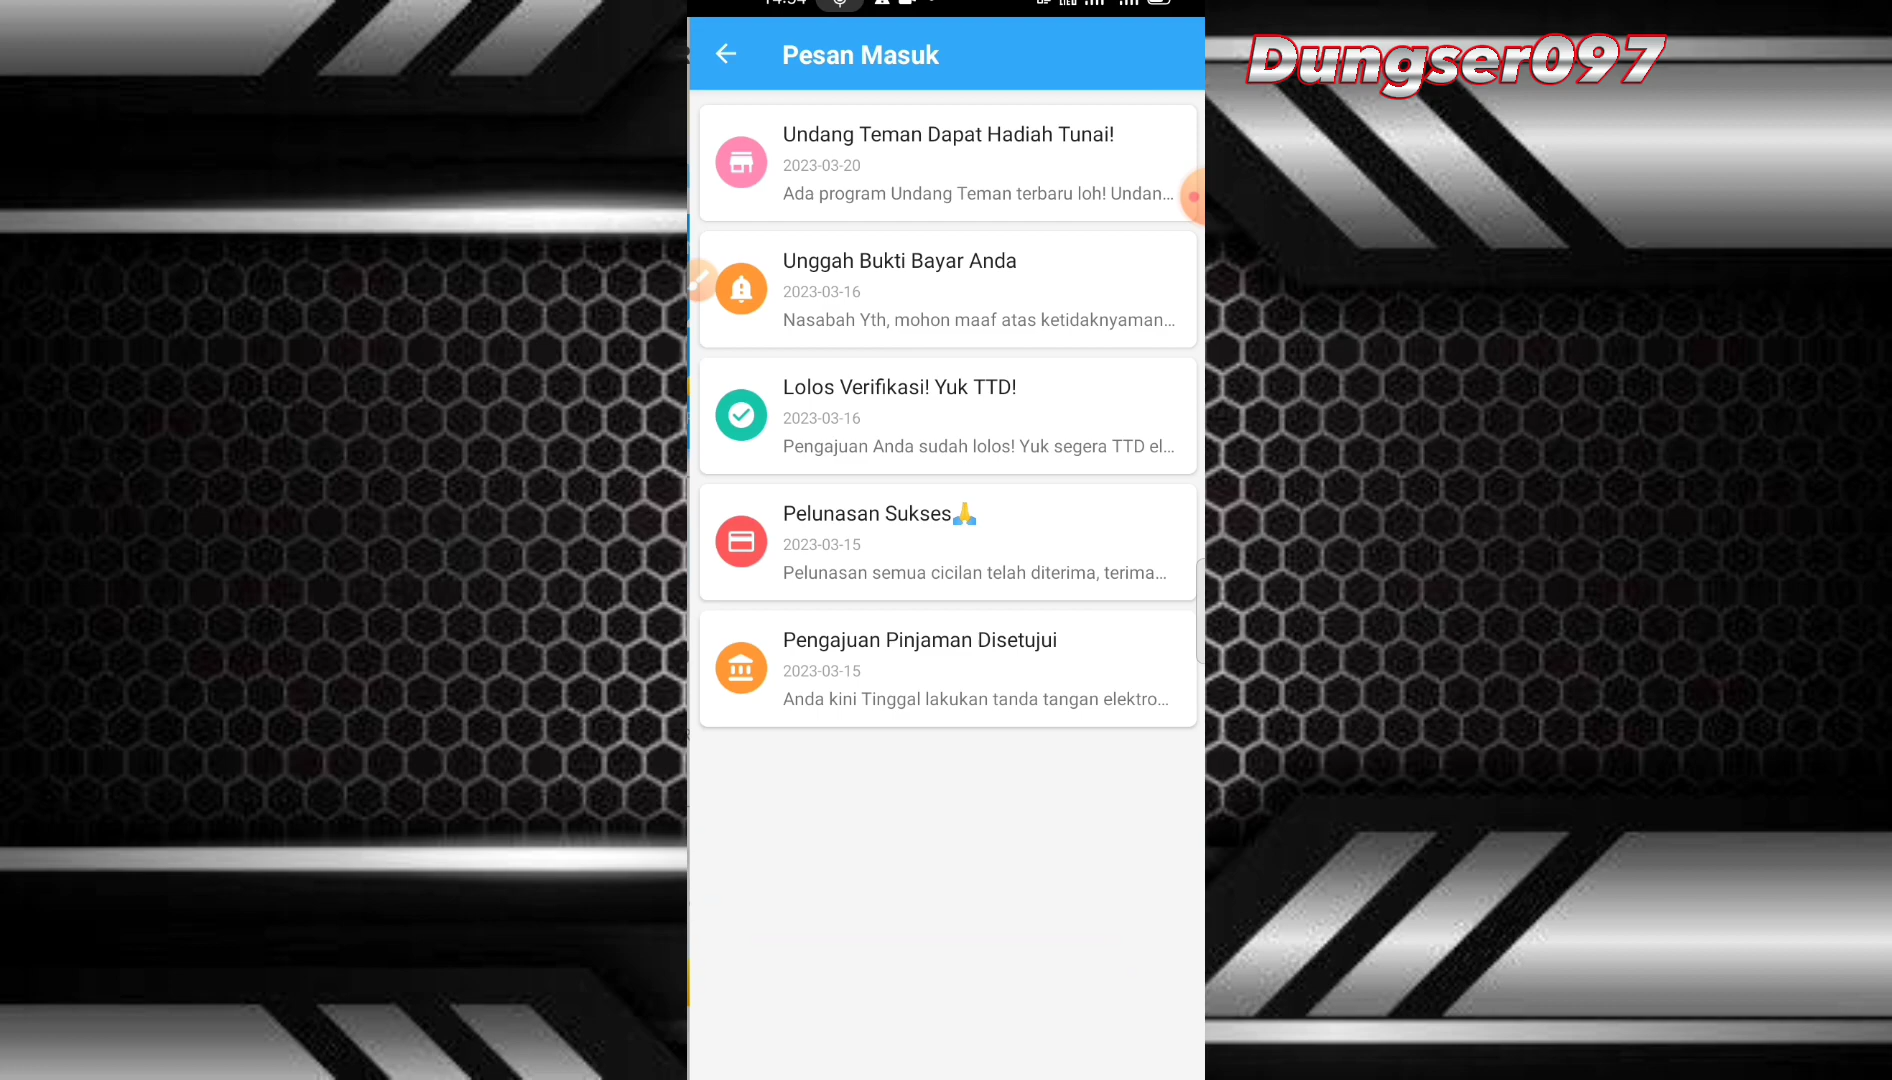 Pesan Masuk
Dungser097
Undang Teman Dapat Hadiah Tunai!
2023-03-20
Ada program Undang Teman terbaru loh! Undan...
Unggah Bukti Bayar Anda
2023-03-16
Nasabah Yth, mohon maaf atas ketidaknyaman...
Lolos Verifikasi! Yuk TTD!
2023-03-16
Pengajuan Anda sudah lolos! Yuk segera TTD el...
Pelunasan Sukses🙏
2023-03-15
Pelunasan semua cicilan telah diterima, terima...
Pengajuan Pinjaman Disetujui
2023-03-15
Anda kini Tinggal lakukan tanda tangan elektro...